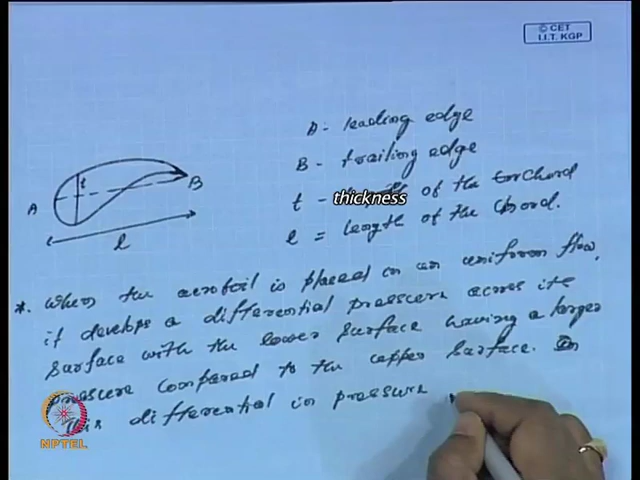 © CET
I.I.T. KGP
A - leading edge
B - trailing edge
t - thickness of the chord
l = length of the chord.
A
t
B
l
*. When the aerofoil is placed in an uniform flow,
it develops a differential pressure across its
surface with the lower surface having a larger
pressure compared to the upper surface.
This differential in pressure
NPTEL